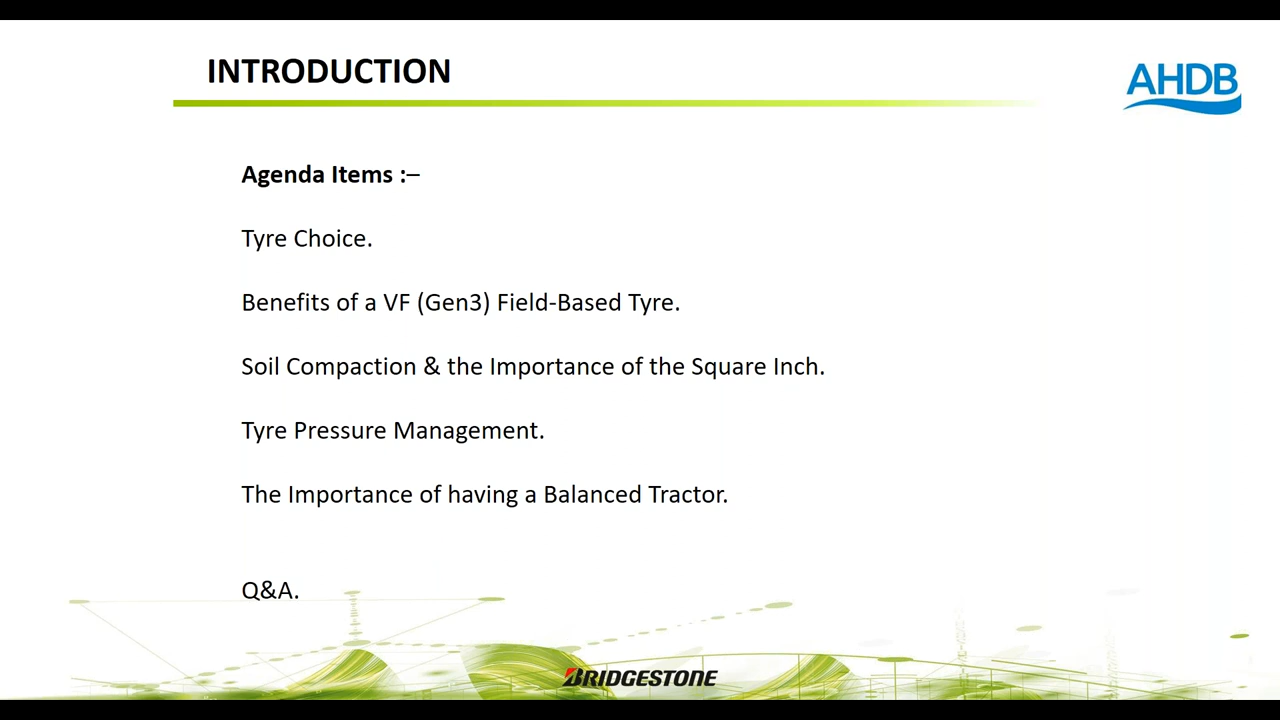 INTRODUCTION
AHDB
Agenda Items :–
Tyre Choice.
Benefits of a VF (Gen3) Field-Based Tyre.
Soil Compaction & the Importance of the Square Inch.
Tyre Pressure Management.
The Importance of having a Balanced Tractor.
Q&A.
BRIDGESTONE